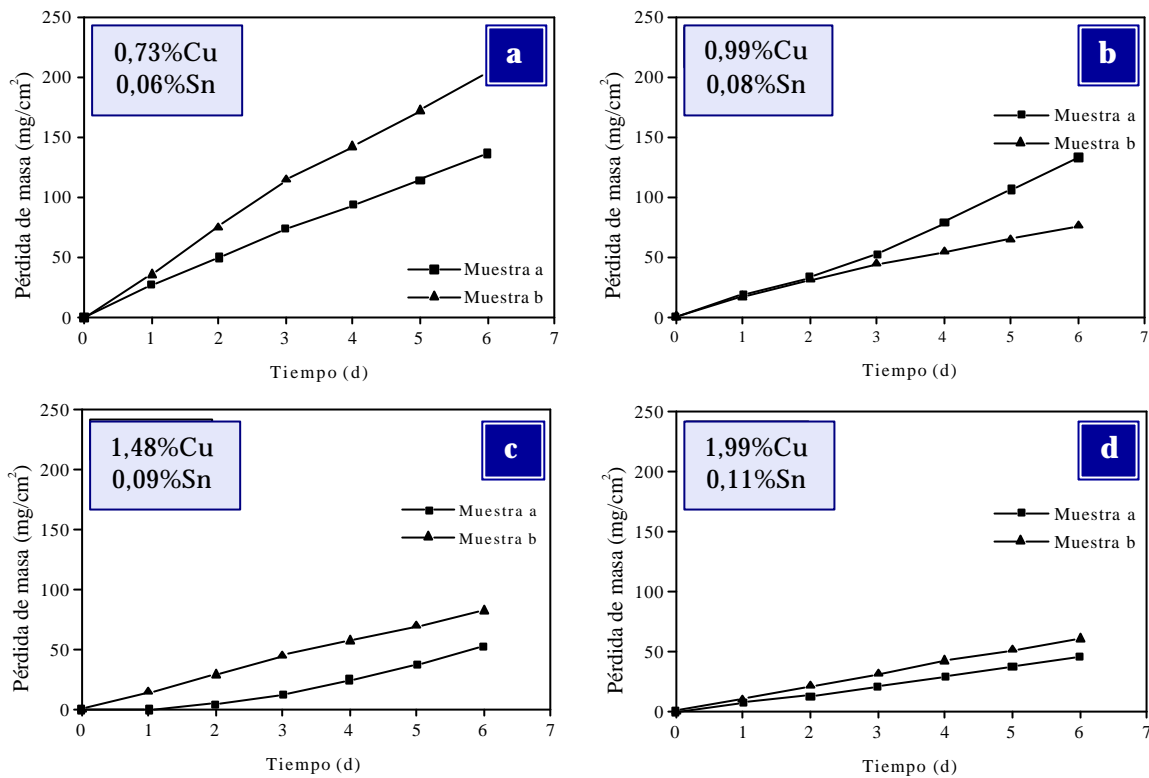 250
200
150
100
50
0
0,73%Cu
0,06%Sn
a
Muestra a
Muestra b
Pérdida de masa (mg/cm²)
0 1 2 3 4 5 6 7
Tiempo (d)
250
200
150
100
50
0
0,99%Cu
0,08%Sn
b
Muestra a
Muestra b
Pérdida de masa (mg/cm²)
0 1 2 3 4 5 6 7
Tiempo (d)
250
200
150
100
50
0
1,48%Cu
0,09%Sn
c
Muestra a
Muestra b
Pérdida de masa (mg/cm²)
0 1 2 3 4 5 6 7
Tiempo (d)
250
200
150
100
50
0
1,99%Cu
0,11%Sn
d
Muestra a
Muestra b
Pérdida de masa (mg/cm²)
0 1 2 3 4 5 6 7
Tiempo (d)